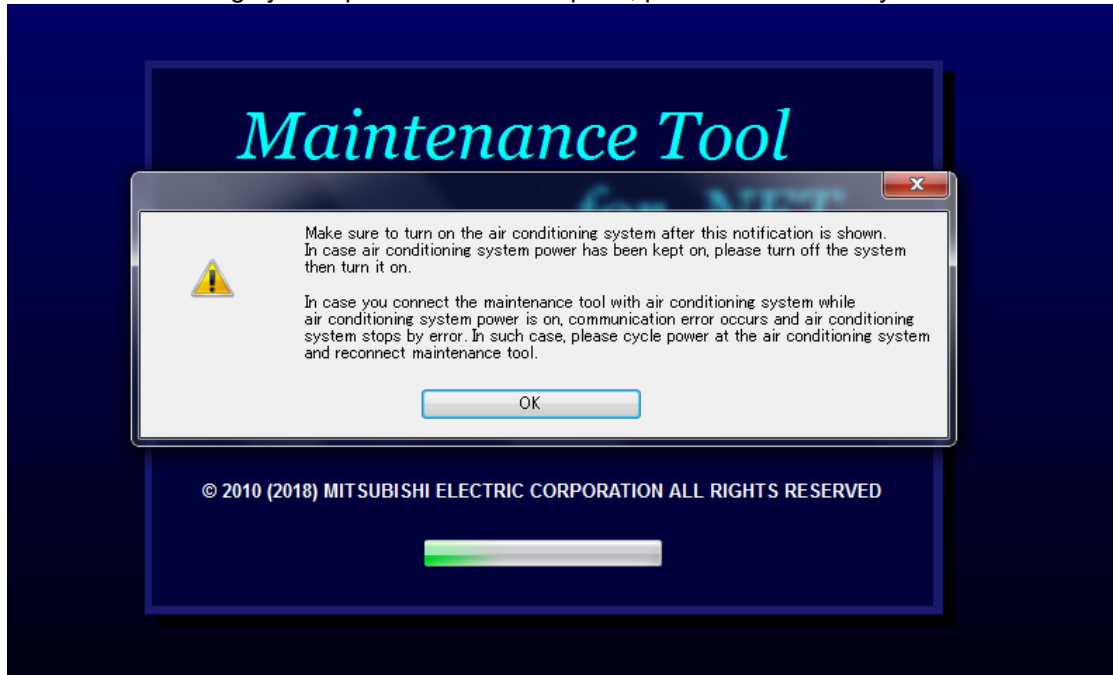 Maintenance Tool
for .NET
Make sure to turn on the air conditioning system after this notification is shown.
In case air conditioning system power has been kept on, please turn off the system
then turn it on.
In case you connect the maintenance tool with air conditioning system while
air conditioning system power is on, communication error occurs and air conditioning
system stops by error. In such case, please cycle power at the air conditioning system
and reconnect maintenance tool.
OK
© 2010 (2018) MITSUBISHI ELECTRIC CORPORATION ALL RIGHTS RESERVED